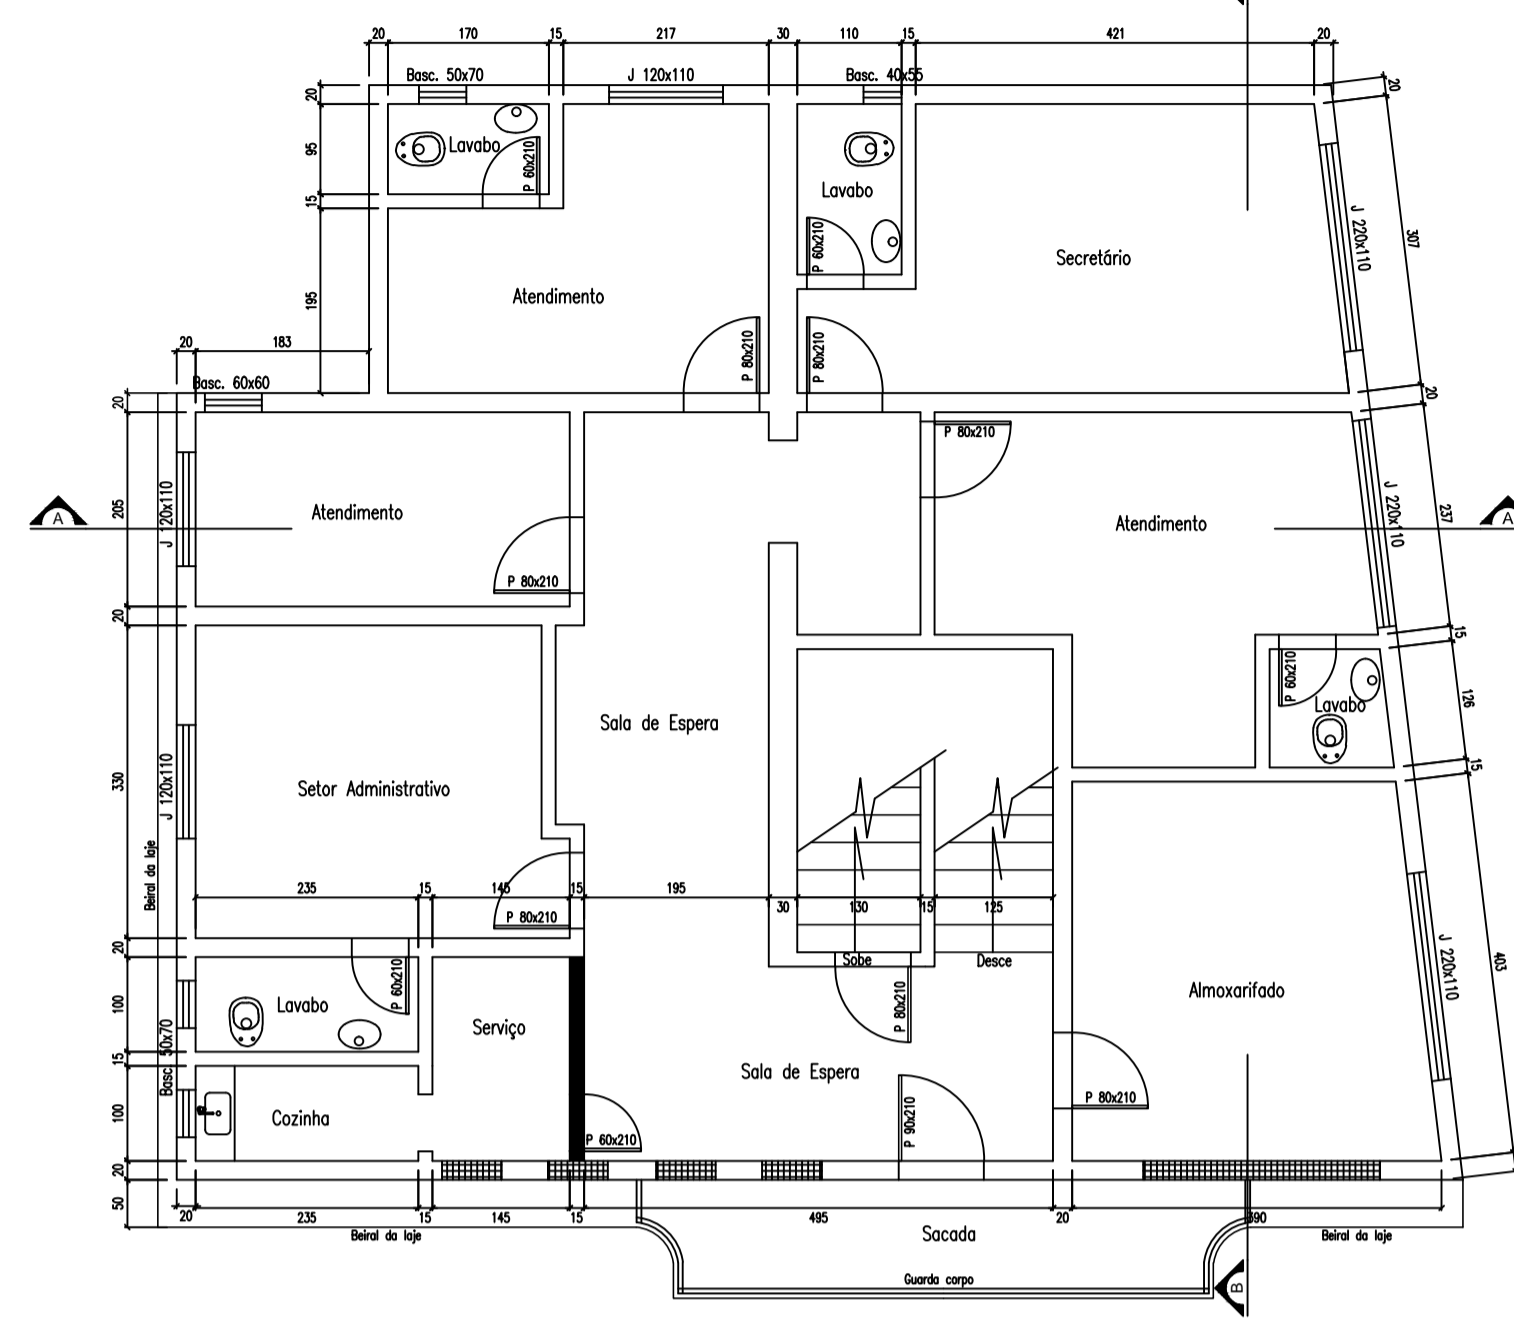 20 170 15 217 30 110 15 421 20
Basc. 50x70 J 120x110 Basc. 40x55
20
20
95
Lavabo
P 60x210
15
Lavabo
P 60x210
J 220x110
307
Secretário
195
Atendimento
20 183
P 80x210
P 80x210
Basc. 60x60
20
20
P 80x210
205
A
J 120x110
Atendimento
Atendimento
J 220x110
237
A
P 80x210
20
15
P 60x210
Lavabo
126
Sala de Espera
15
330
J 120x110
Setor Administrativo
Beiral da laje
235 15 145 15 195
30 130 15 125
P 80x210
J 220x110
403
20
Sobe Desce
P 60x210
Almoxarifado
100
Lavabo
P 80x210
Serviço
15
Basc. 50x70
Sala de Espera
P 80x210
100
Cozinha
P 90x210
P 60x210
20
50
20 235 15 145 15 495 20 390
Beiral da laje Sacada Beiral da laje
Guarda corpo
B